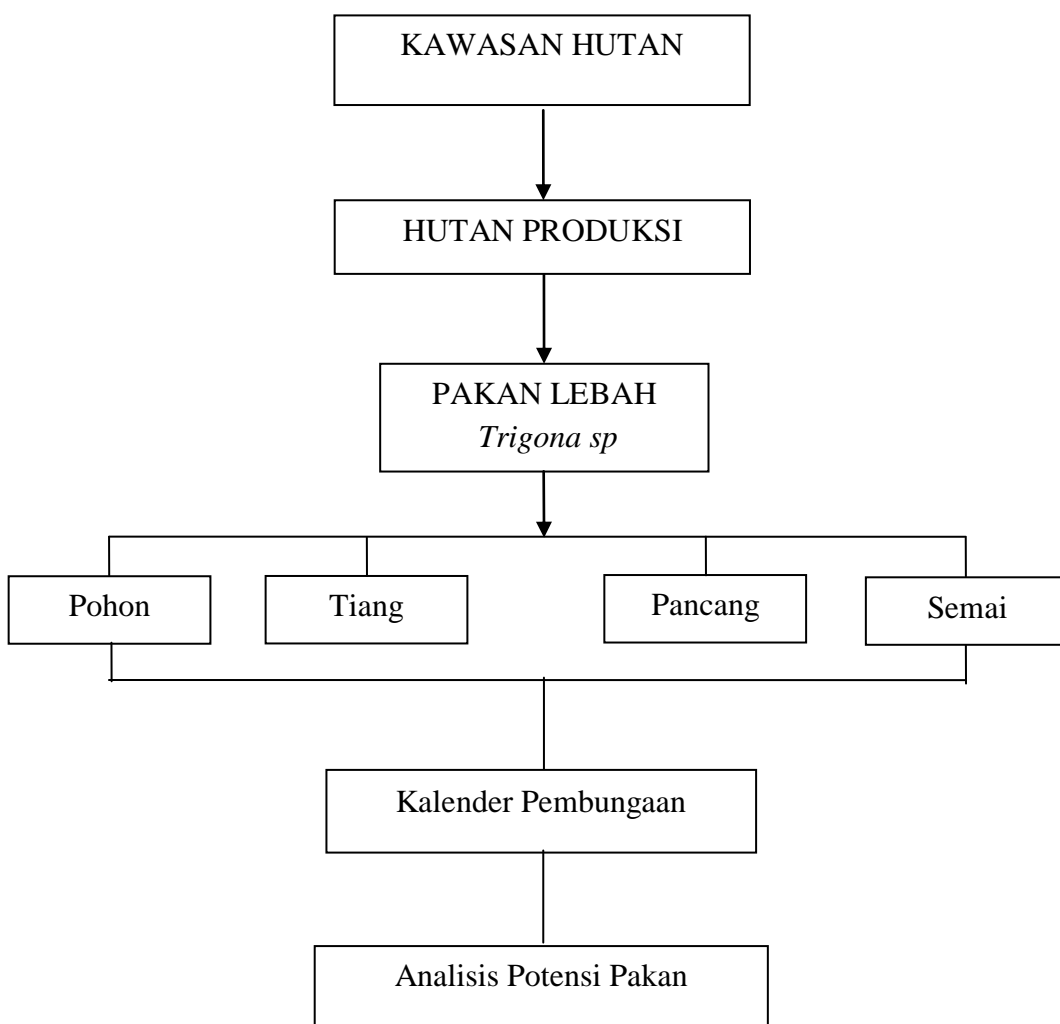 KAWASAN HUTAN
HUTAN PRODUKSI
PAKAN LEBAH
Trigona sp
Pohon
Tiang
Pancang
Semai
Kalender Pembungaan
Analisis Potensi Pakan